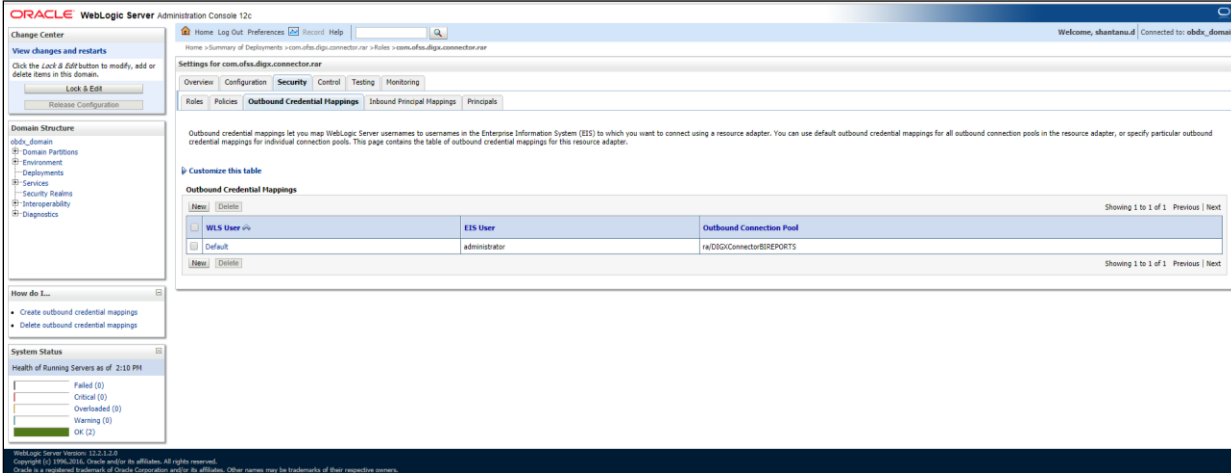 ORACLE WebLogic Server Administration Console 12c
Change Center
View changes and restarts
Click the Lock & Edit button to modify, add or
delete items in this domain.
Lock & Edit
Release Configuration
Domain Structure
obdx_domain
Domain Partitions
Environment
Deployments
Services
Security Realms
Interoperability
Diagnostics
How do I...
Create outbound credential mappings
Delete outbound credential mappings
System Status
Health of Running Servers as of 2:10 PM
Failed (0)
Critical (0)
Overloaded (0)
Warning (0)
OK (2)
Home Log Out Preferences Record Help
Welcome, shantanu.d Connected to: obdx_domai
Home >Summary of Deployments >com.ofss.digx.connector.rar >Roles >com.ofss.digx.connector.rar
Settings for com.ofss.digx.connector.rar
Overview Configuration Security Control Testing Monitoring
Roles Policies Outbound Credential Mappings Inbound Principal Mappings Principals
Outbound credential mappings let you map WebLogic Server usernames to usernames in the Enterprise Information System (EIS) to which you want to connect using a resource adapter. You can use default outbound credential mappings for all outbound connection pools in the resource adapter, or specify particular outbound
credential mappings for individual connection pools. This page contains the table of outbound credential mappings for this resource adapter.
Customize this table
Outbound Credential Mappings
New Delete Showing 1 to 1 of 1 Previous | Next
WLS User EIS User Outbound Connection Pool
Default administrator ra/DIGXConnectorBIREPORTS
New Delete Showing 1 to 1 of 1 Previous | Next
WebLogic Server Version: 12.2.1.2.0
Copyright (c) 1996,2016, Oracle and/or its affiliates. All rights reserved.
Oracle is a registered trademark of Oracle Corporation and/or its affiliates. Other names may be trademarks of their respective owners.